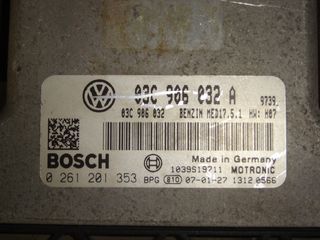 03C 906 032 A 9739
03C 906 032 BENZIN MED17.5.1 HW: H07
BOSCH Made in Germany
1039S19711 MOTRONIC
0 261 201 353 BPG 810 07-01-27 1312 0566